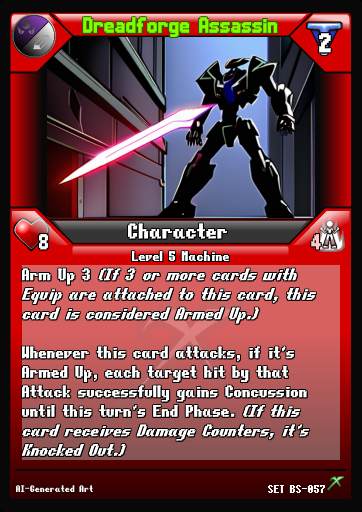 Dreadforge Assassin
2
Character
8
4
Level 5 Machine
Arm Up 3 (If 3 or more cards with
Equip are attached to this card, this
card is considered Armed Up.)
Whenever this card attacks, if it's
Armed Up, each target hit by that
Attack successfully gains Concussion
until this turn's End Phase. (If this
card receives Damage Counters, it's
Knocked Out.)
AI-Generated Art
SET BS-057